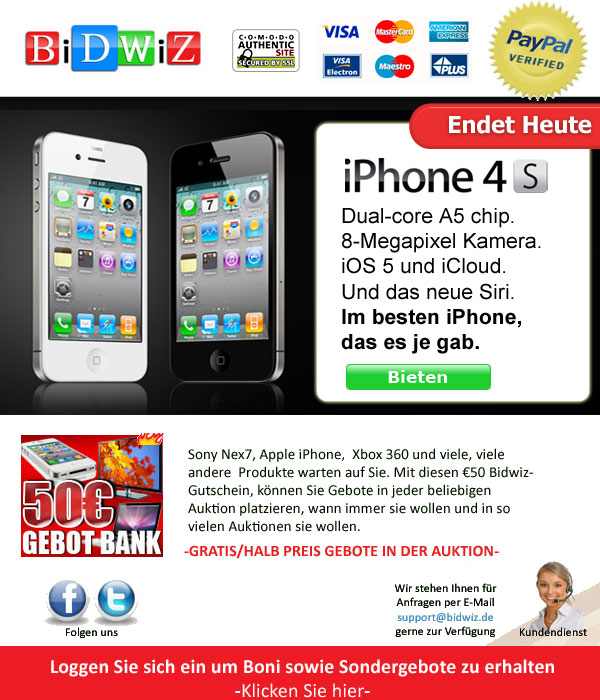 BiDWiZ
COMODO
AUTHENTIC
SITE
SECURED BY SSL
VISA
MasterCard
AMERICAN
EXPRESS
VISA
Electron
Maestro
PLUS
PayPal
VERIFIED
Endet Heute
iPhone 4 S
Dual-core A5 chip.
8-Megapixel Kamera.
iOS 5 und iCloud.
Und das neue Siri.
Im besten iPhone,
das es je gab.
Bieten
50€
GEBOT BANK
Sony Nex7, Apple iPhone, Xbox 360 und viele, viele
andere Produkte warten auf Sie. Mit diesen €50 Bidwiz-
Gutschein, können Sie Gebote in jeder beliebigen
Auktion platzieren, wann immer sie wollen und in so
vielen Auktionen sie wollen.
-GRATIS/HALB PREIS GEBOTE IN DER AUKTION-
Folgen uns
Wir stehen Ihnen für
Anfragen per E-Mail
support@bidwiz.de
gerne zur Verfügung
Kundendienst
Loggen Sie sich ein um Boni sowie Sondergebote zu erhalten
-Klicken Sie hier-